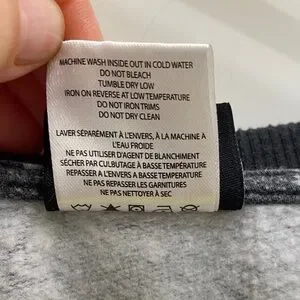 MACHINE WASH INSIDE OUT IN COLD WATER
DO NOT BLEACH
TUMBLE DRY LOW
IRON ON REVERSE AT LOW TEMPERATURE
DO NOT IRON TRIMS
DO NOT DRY CLEAN
LAVER SÉPARÉMENT À L'ENVERS, À LA MACHINE À
L'EAU FROIDE
NE PAS UTILISER D'AGENT DE BLANCHIMENT
SÉCHER PAR CULBUTAGE À BASSE TEMPÉRATURE
REPASSER A L'ENVERS A BASSE TEMPÉRATURE
NE PAS REPASSER LES GARNITURES
NE PAS NETTOYER À SEC